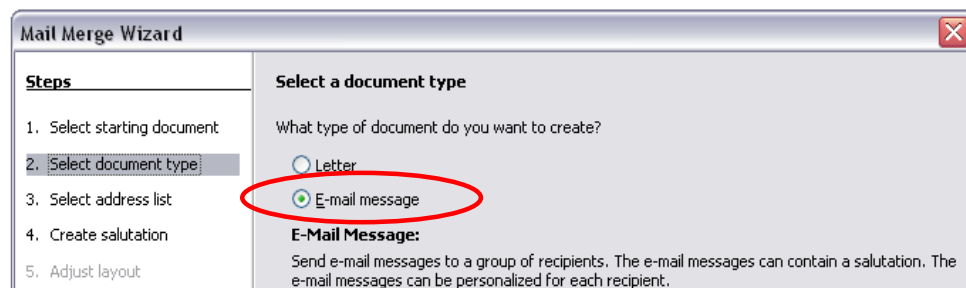 Mail Merge Wizard
Steps
1. Select starting document
2. Select document type
3. Select address list
4. Create salutation
5. Adjust layout
Select a document type
What type of document do you want to create?
Letter
E-mail message
E-Mail Message:
Send e-mail messages to a group of recipients. The e-mail messages can contain a salutation. The
e-mail messages can be personalized for each recipient.